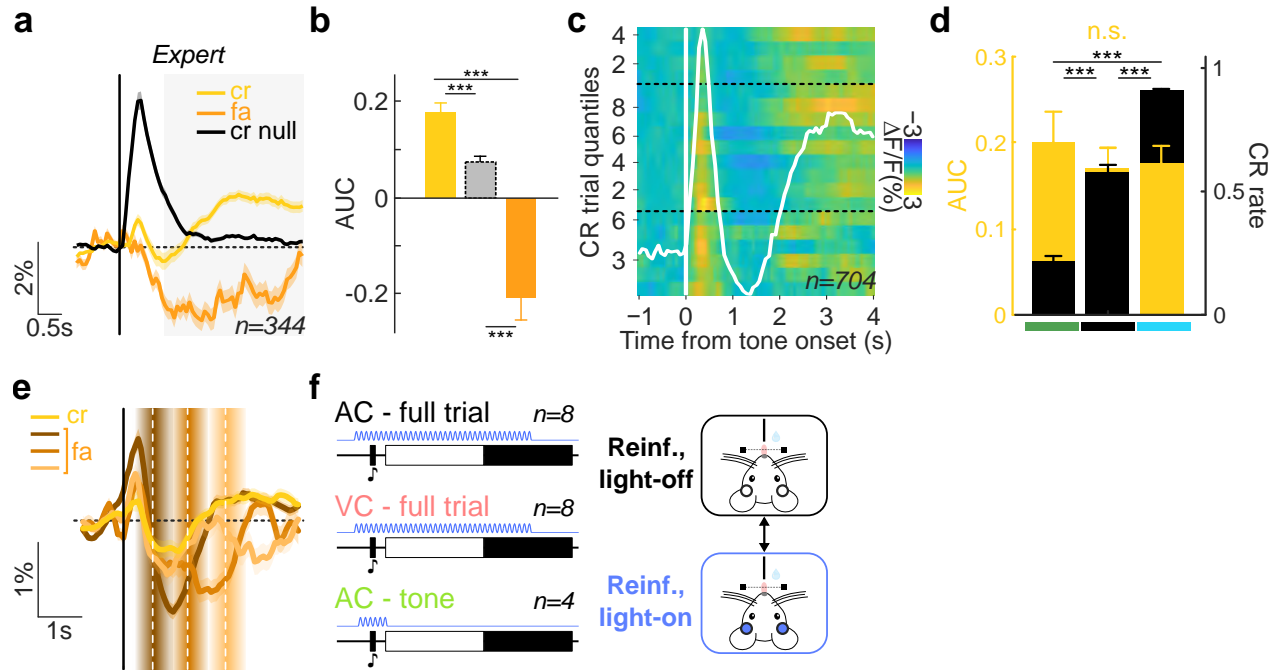 a
Expert
cr
fa
cr null
2%
0.5s
n=344
b
***
***
***
0.2
0
-0.2
AUC
c
CR trial quantiles
4
2
8
6
4
2
6
3
n=704
−1 0 1 2 3 4
Time from tone onset (s)
ΔF/F(%)
−3
3
d
n.s.
***
*** ***
0.3
0.2
0.1
0
AUC
1
0.5
0
CR rate
e
cr
fa
1%
1s
f
AC - full trial n=8
♪
VC - full trial n=8
♪
AC - tone n=4
♪
Reinf.,
light-off
Reinf.,
light-on